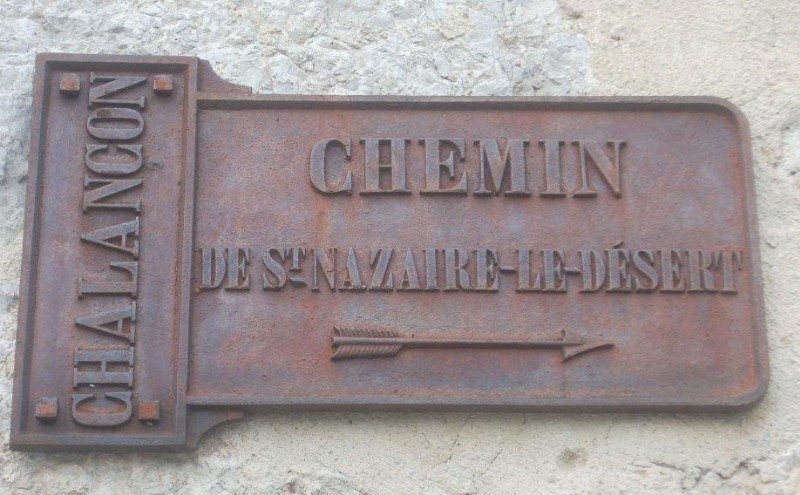 CHALANÇON
CHEMIN
DE ST NAZAIRE-LE-DÉSERT